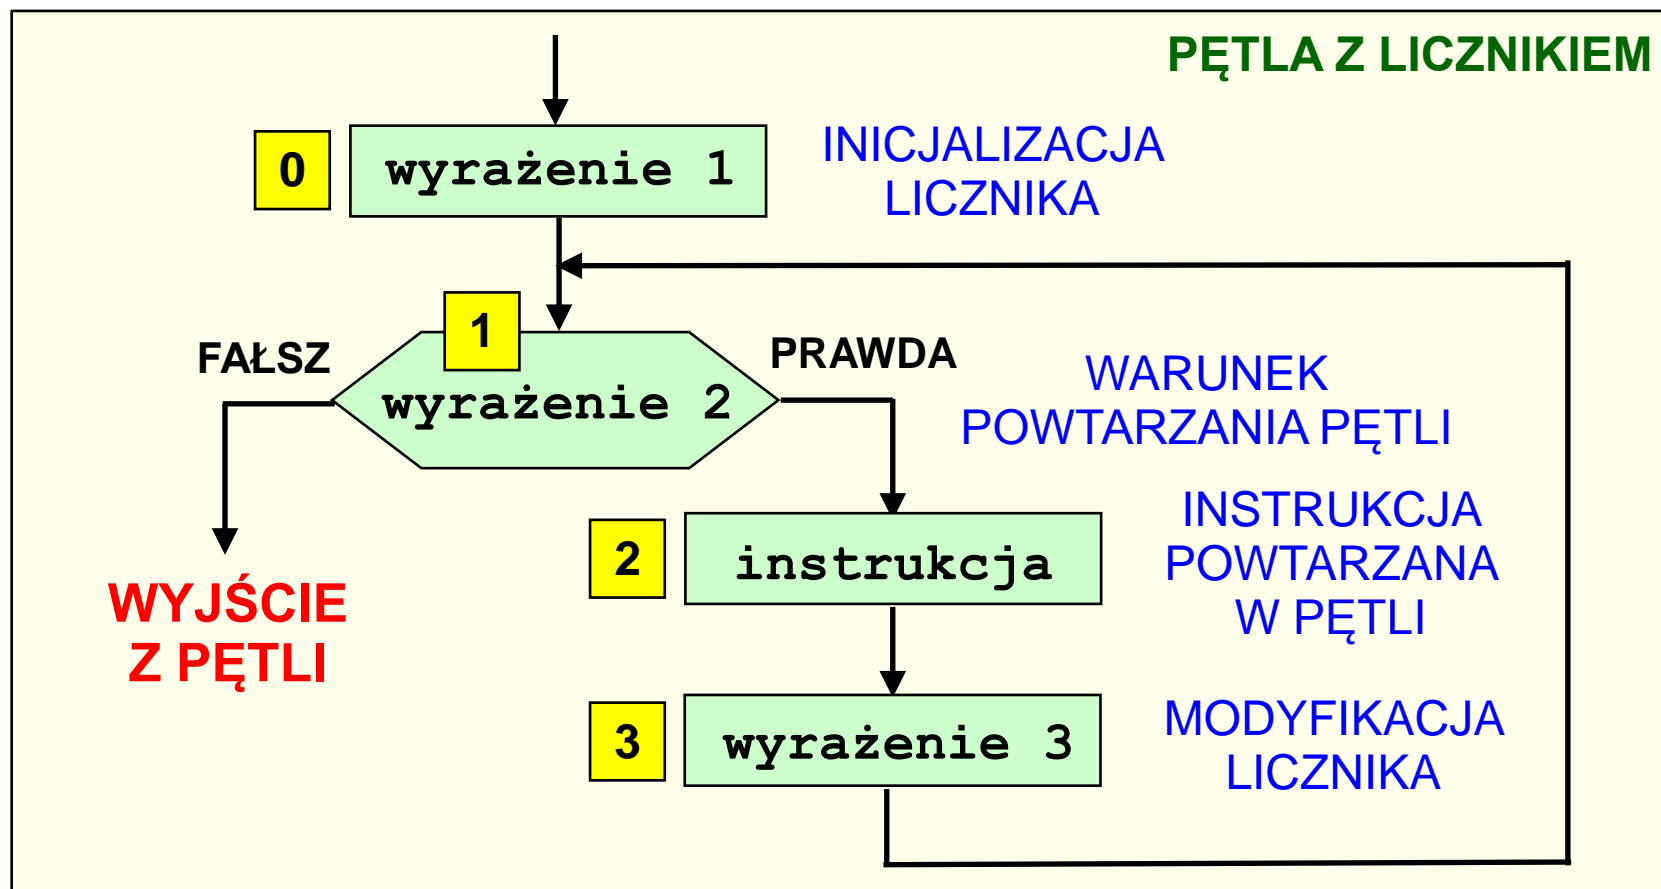 PĘTLA Z LICZNIKIEM
0
wyrażenie 1
INICJALIZACJA
LICZNIKA
1
FAŁSZ
PRAWDA
wyrażenie 2
WARUNEK
POWTARZANIA PĘTLI
WYJŚCIE
Z PĘTLI
2
instrukcja
INSTRUKCJA
POWTARZANA
W PĘTLI
3
wyrażenie 3
MODYFIKACJA
LICZNIKA